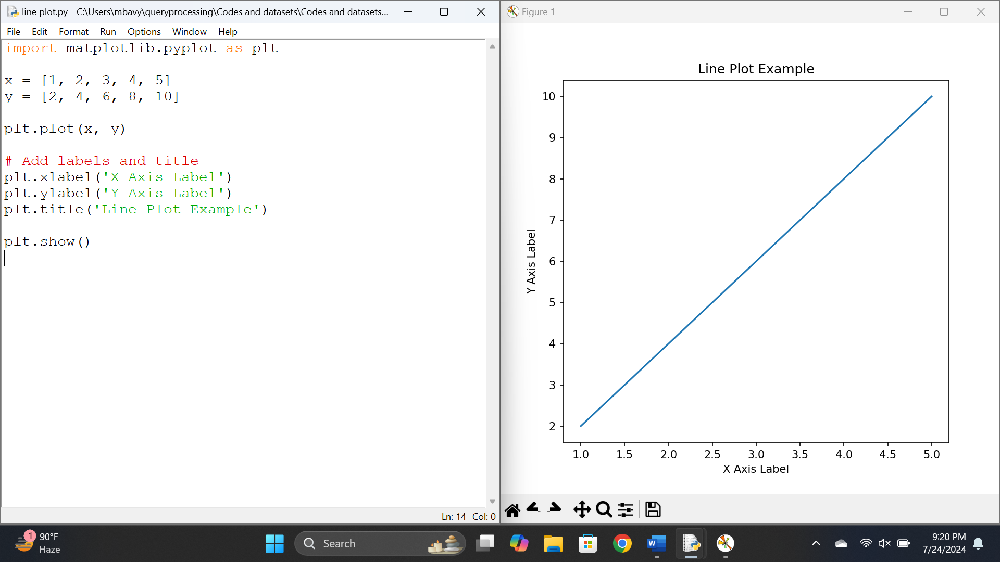 line plot.py - C:\Users\mbavy\queryprocessing\Codes and datasets\Codes and datasets...
File Edit Format Run Options Window Help
import matplotlib.pyplot as plt
x = [1, 2, 3, 4, 5]
y = [2, 4, 6, 8, 10]
plt.plot(x, y)
# Add labels and title
plt.xlabel('X Axis Label')
plt.ylabel('Y Axis Label')
plt.title('Line Plot Example')
plt.show()
Ln: 14 Col: 0
Figure 1
Line Plot Example
10
9
8
7
6
5
4
3
2
Y Axis Label
1.0 1.5 2.0 2.5 3.0 3.5 4.0 4.5 5.0
X Axis Label
1
90°F
Haze
Search
W
9:20 PM
7/24/2024